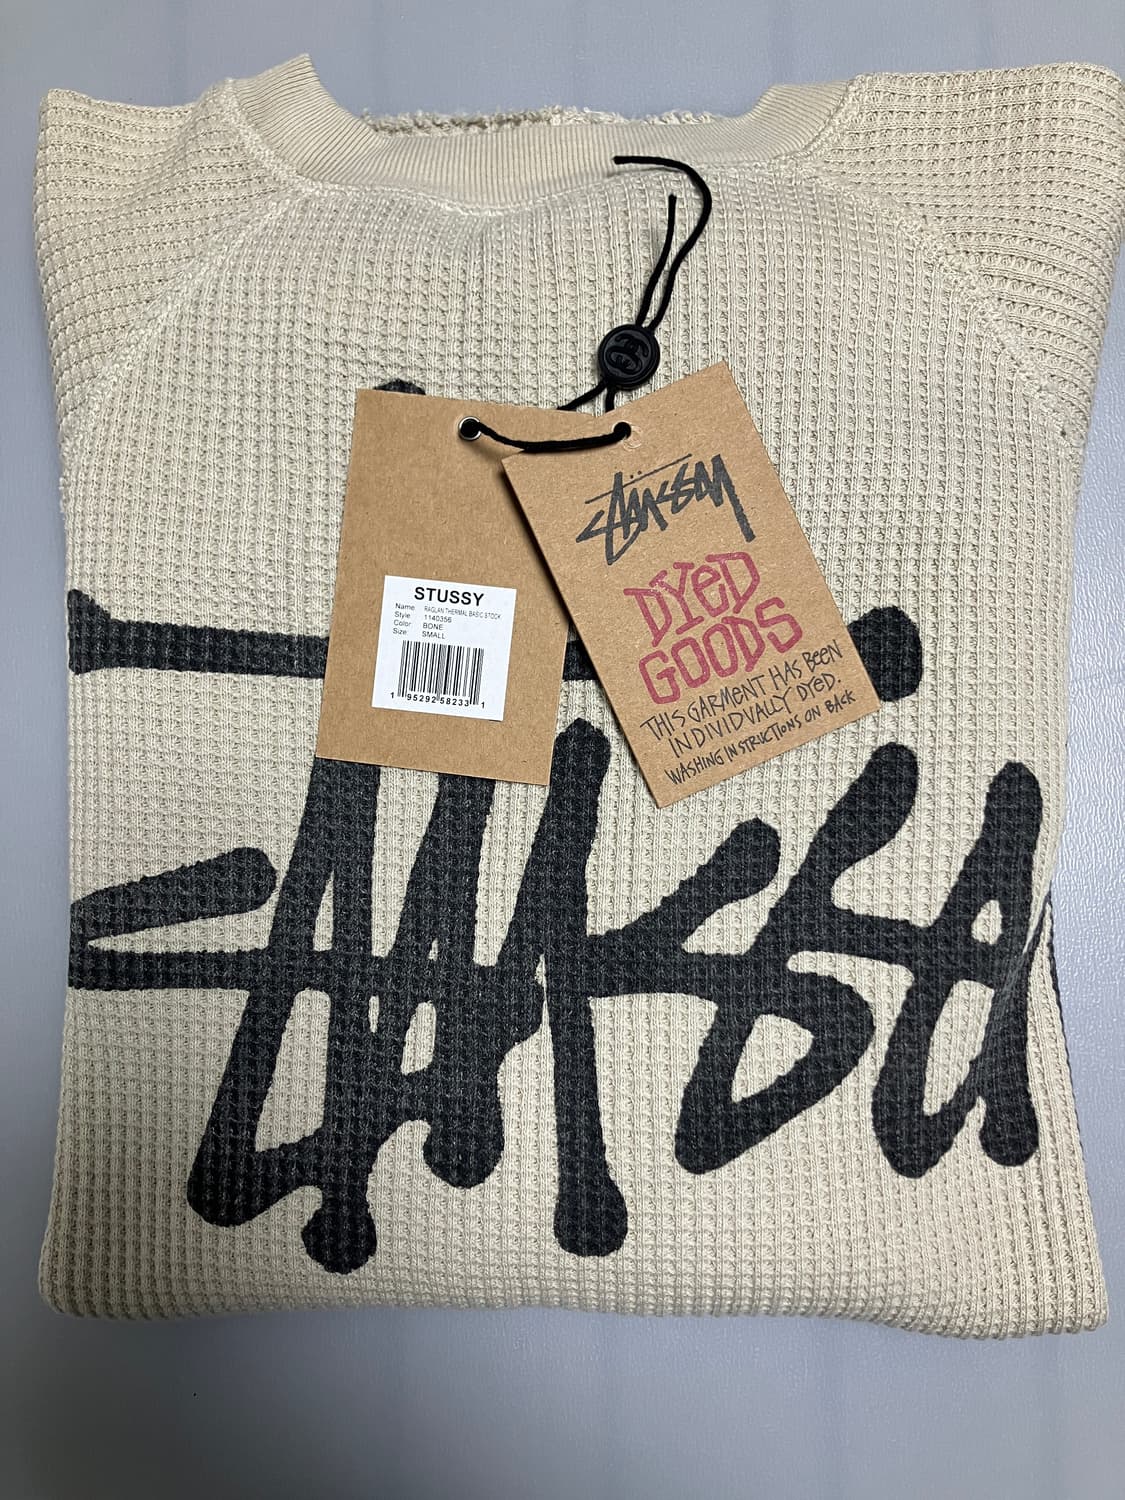 STUSSY
Name: RAGLAN THERMAL BASIC STOCK
Style: 1140356
Color: BONE
Size: SMALL
1 95292 58233 1
STÜSSY
DYED
GOODS
THIS GARMENT HAS BEEN
INDIVIDUALLY DYED.
WASHING INSTRUCTIONS ON BACK